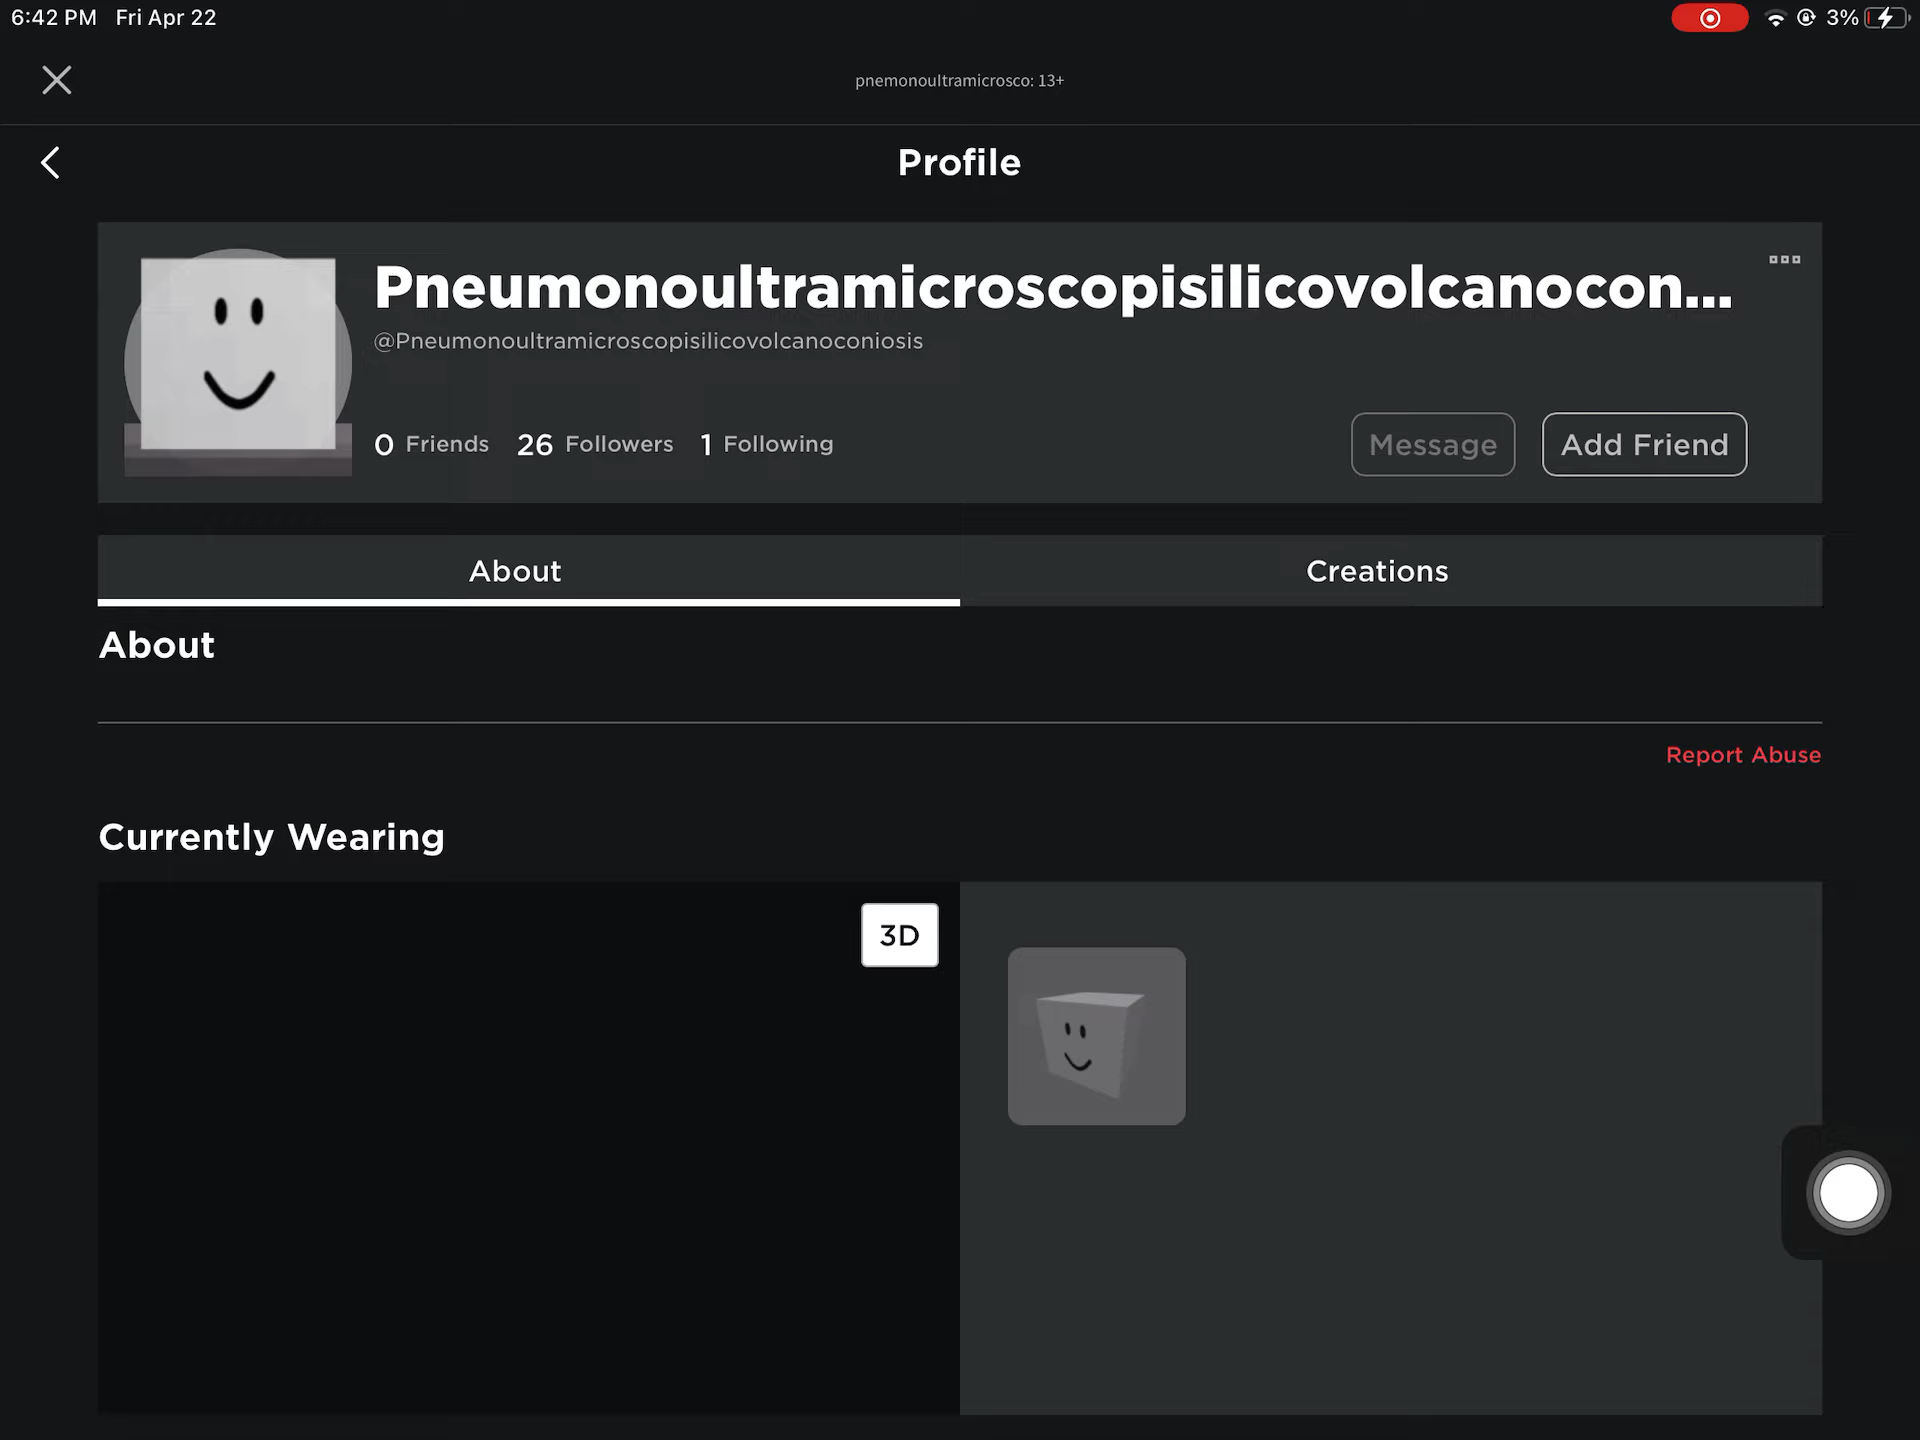 6:42 PM Fri Apr 22 3%
pnemonoultramicrosco: 13+
Profile
Pneumonoultramicroscopisilicovolcanocon...
@Pneumonoultramicroscopisilicovolcanoconiosis
0 Friends 26 Followers 1 Following Message Add Friend
About Creations
About
Report Abuse
Currently Wearing
3D